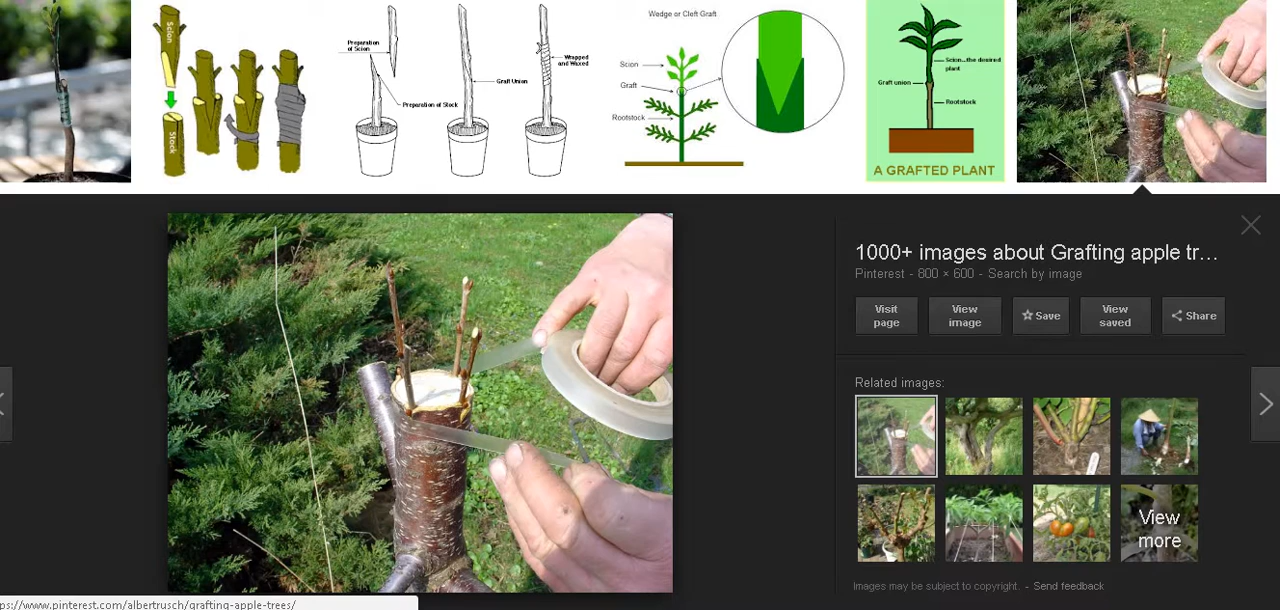 Scion
Stock
Preparation
of Scion
Graft Union
Wrapped
and Waxed
Preparation of Stock
Wedge or Cleft Graft
Scion
Graft
Rootstock
Scion...the desired
plant
Graft union
Rootstock
A GRAFTED PLANT
1000+ images about Grafting apple tr...
Pinterest - 800 × 600 - Search by image
Visit
page
View
image
Save
View
saved
Share
Related images:
View
more
Images may be subject to copyright. - Send feedback
ps://www.pinterest.com/albertrusch/grafting-apple-trees/